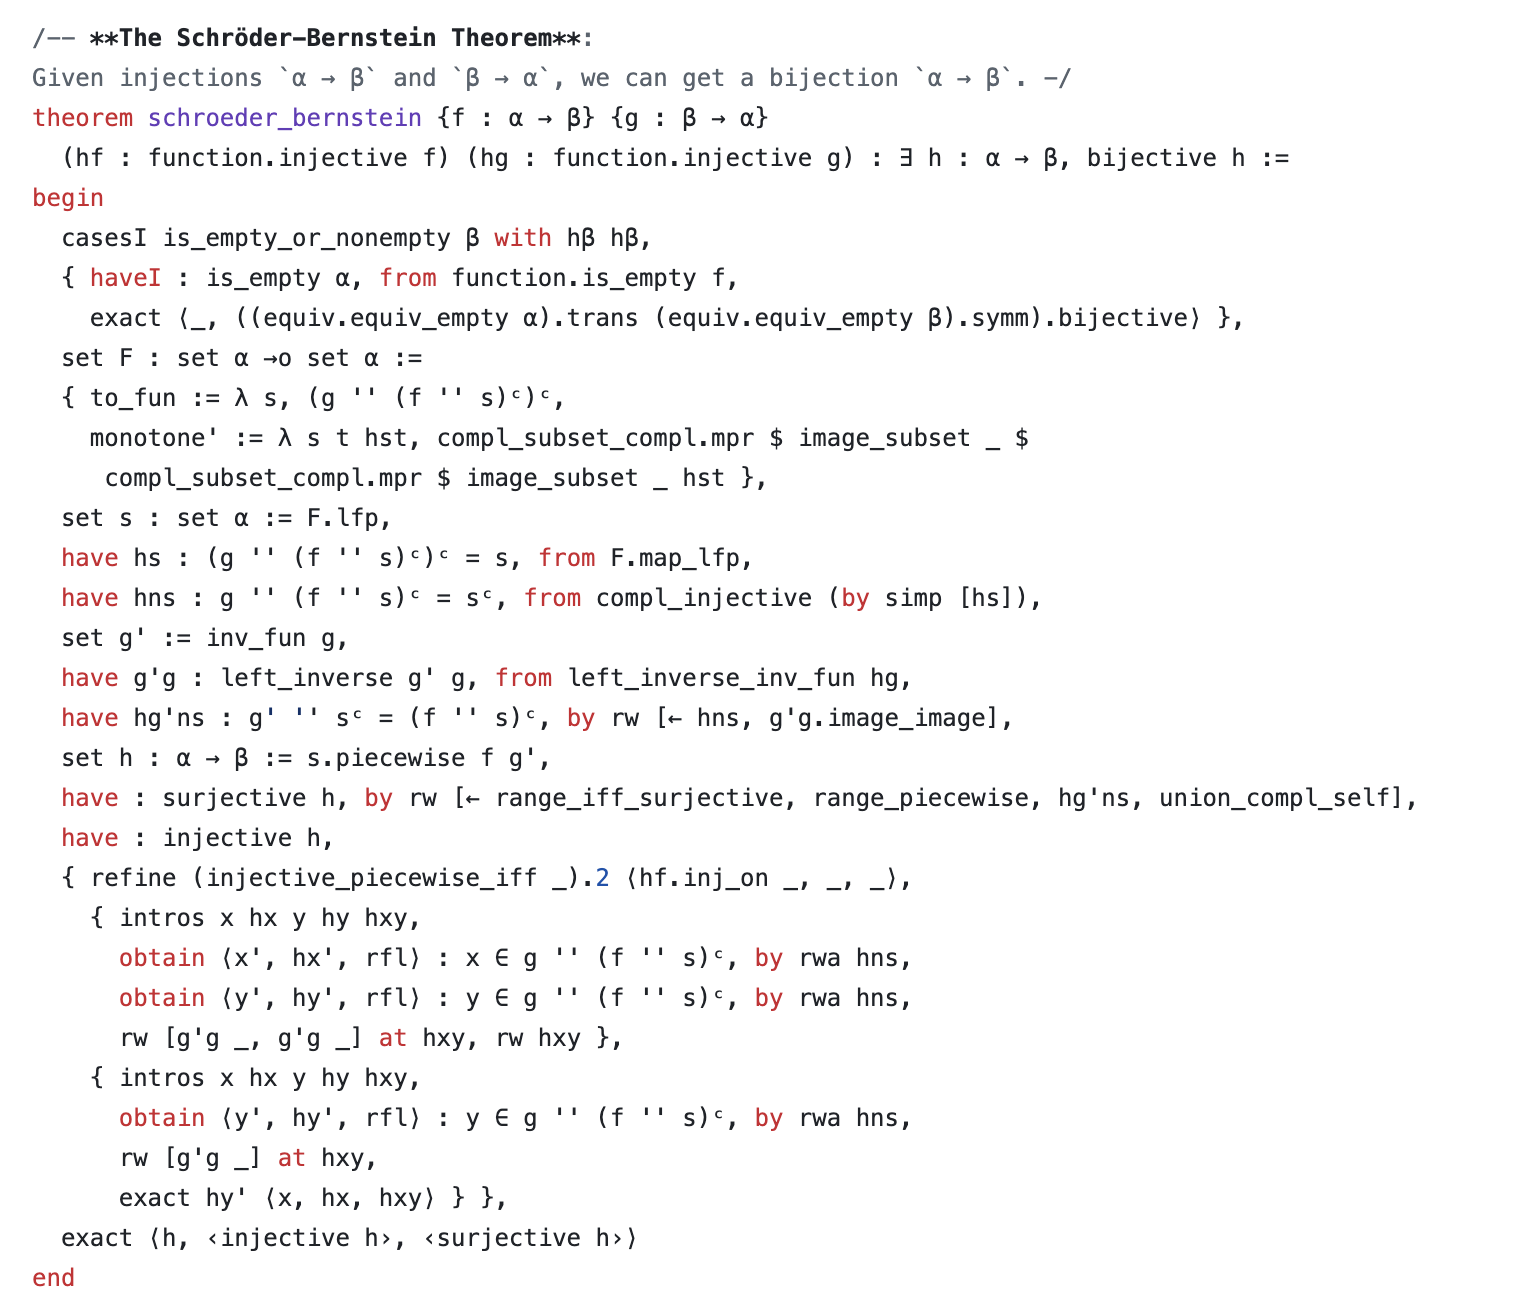 /-- **The Schröder-Bernstein Theorem**:
Given injections `α → β` and `β → α`, we can get a bijection `α → β`. -/
theorem schroeder_bernstein {f : α → β} {g : β → α}
  (hf : function.injective f) (hg : function.injective g) : ∃ h : α → β, bijective h :=
begin
  casesI is_empty_or_nonempty β with hβ hβ,
  { haveI : is_empty α, from function.is_empty f,
    exact ⟨_, ((equiv.equiv_empty α).trans (equiv.equiv_empty β).symm).bijective⟩ },
  set F : set α →o set α :=
  { to_fun := λ s, (g '' (f '' s)ᶜ)ᶜ,
    monotone' := λ s t hst, compl_subset_compl.mpr $ image_subset _ $
     compl_subset_compl.mpr $ image_subset _ hst },
  set s : set α := F.lfp,
  have hs : (g '' (f '' s)ᶜ)ᶜ = s, from F.map_lfp,
  have hns : g '' (f '' s)ᶜ = sᶜ, from compl_injective (by simp [hs]),
  set g' := inv_fun g,
  have g'g : left_inverse g' g, from left_inverse_inv_fun hg,
  have hg'ns : g' '' sᶜ = (f '' s)ᶜ, by rw [← hns, g'g.image_image],
  set h : α → β := s.piecewise f g',
  have : surjective h, by rw [← range_iff_surjective, range_piecewise, hg'ns, union_compl_self],
  have : injective h,
  { refine (injective_piecewise_iff _).2 ⟨hf.inj_on _, _, _⟩,
    { intros x hx y hy hxy,
      obtain ⟨x', hx', rfl⟩ : x ∈ g '' (f '' s)ᶜ, by rwa hns,
      obtain ⟨y', hy', rfl⟩ : y ∈ g '' (f '' s)ᶜ, by rwa hns,
      rw [g'g _, g'g _] at hxy, rw hxy },
    { intros x hx y hy hxy,
      obtain ⟨y', hy', rfl⟩ : y ∈ g '' (f '' s)ᶜ, by rwa hns,
      rw [g'g _] at hxy,
      exact hy' ⟨x, hx, hxy⟩ } },
  exact ⟨h, ‹injective h›, ‹surjective h›⟩
end